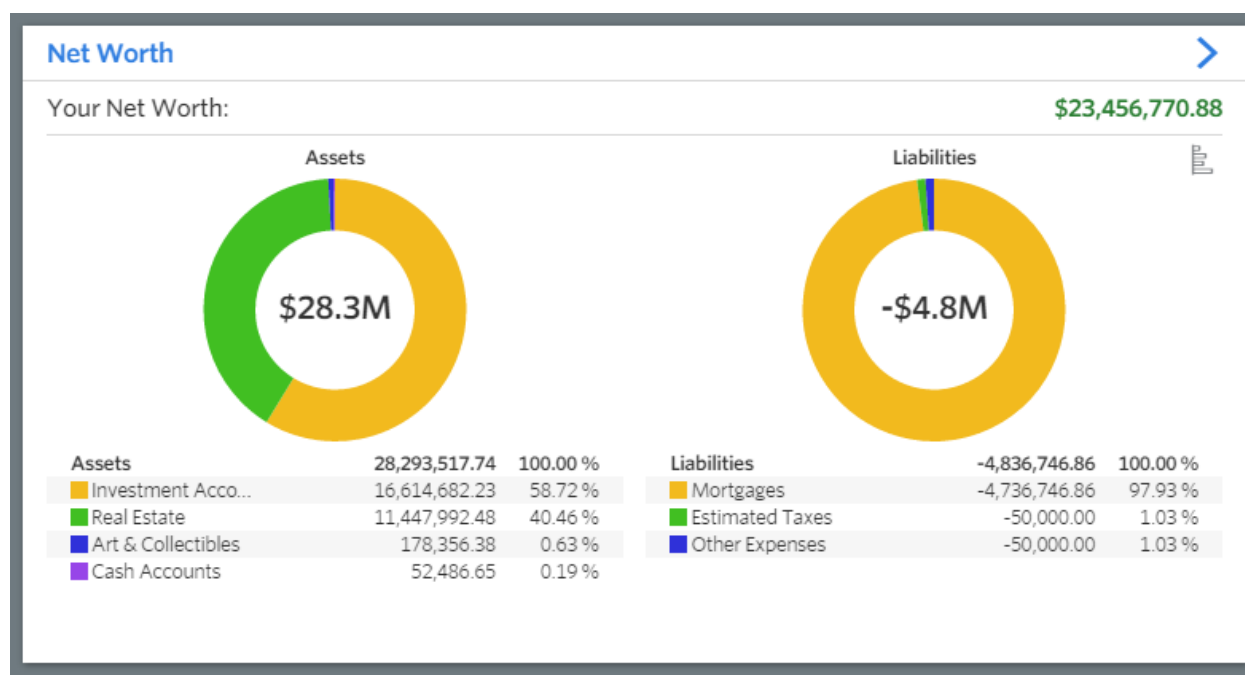 Net Worth
Your Net Worth: $23,456,770.88
Assets
$28.3M
Liabilities
-$4.8M
Assets 28,293,517.74 100.00 %
Investment Acco... 16,614,682.23 58.72 %
Real Estate 11,447,992.48 40.46 %
Art & Collectibles 178,356.38 0.63 %
Cash Accounts 52,486.65 0.19 %
Liabilities -4,836,746.86 100.00 %
Mortgages -4,736,746.86 97.93 %
Estimated Taxes -50,000.00 1.03 %
Other Expenses -50,000.00 1.03 %